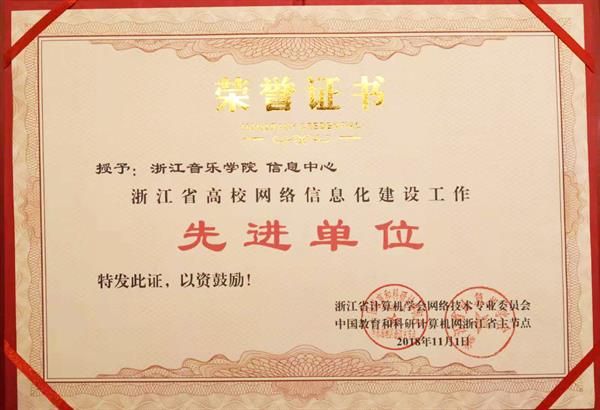 荣誉证书
HONORARY CREDENTIAL
授予：浙江音乐学院 信息中心
浙江省高校网络信息化建设工作
先进单位
特发此证，以资鼓励！
浙江省计算机学会网络技术专业委员会
中国教育和科研计算机网浙江省主节点
2018年11月1日